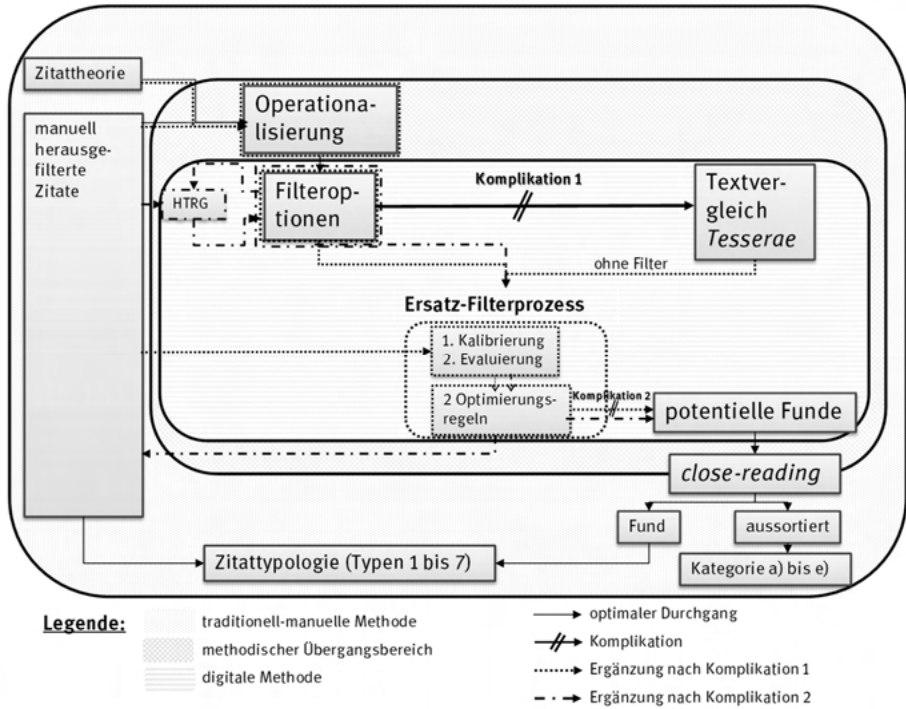 Zitattheorie
Operationa-
lisierung
manuell
herausge-
filterte
Zitate
HTRG
Filterop-
tionen
Komplikation 1
Textver-
gleich
Tesserae
ohne Filter
Ersatz-Filterprozess
1. Kalibrierung
2. Evaluierung
2 Optimierungs-
regeln
Komplikation 2
potentielle Funde
close-reading
Fund
aussortiert
Zitattypologie (Typen 1 bis 7)
Kategorie a) bis e)
Legende:
traditionell-manuelle Methode
methodischer Übergangsbereich
digitale Methode
optimaler Durchgang
Komplikation
Ergänzung nach Komplikation 1
Ergänzung nach Komplikation 2